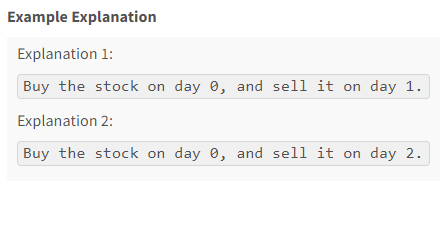 Example Explanation
Explanation 1:
Buy the stock on day 0, and sell it on day 1.
Explanation 2:
Buy the stock on day 0, and sell it on day 2.